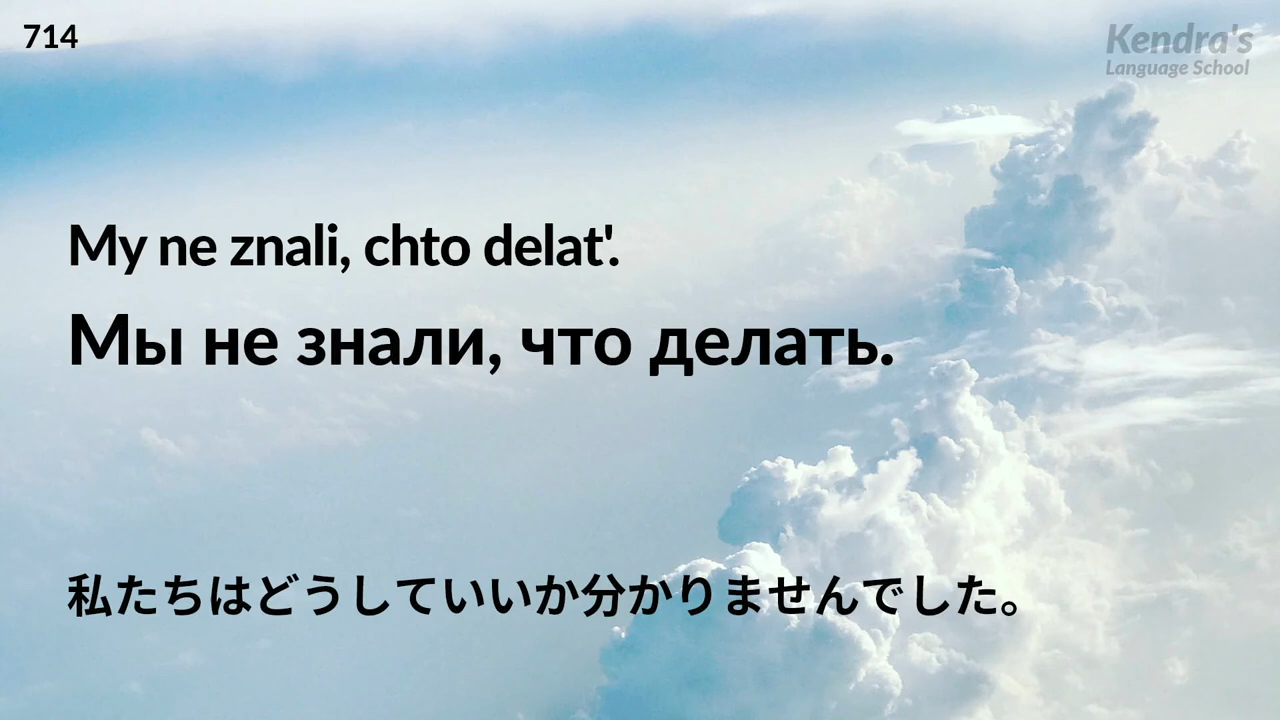 714
Kendra's
Language School
My ne znali, chto delat'.
Мы не знали, что делать.
私たちはどうしていいか分かりませんでした。